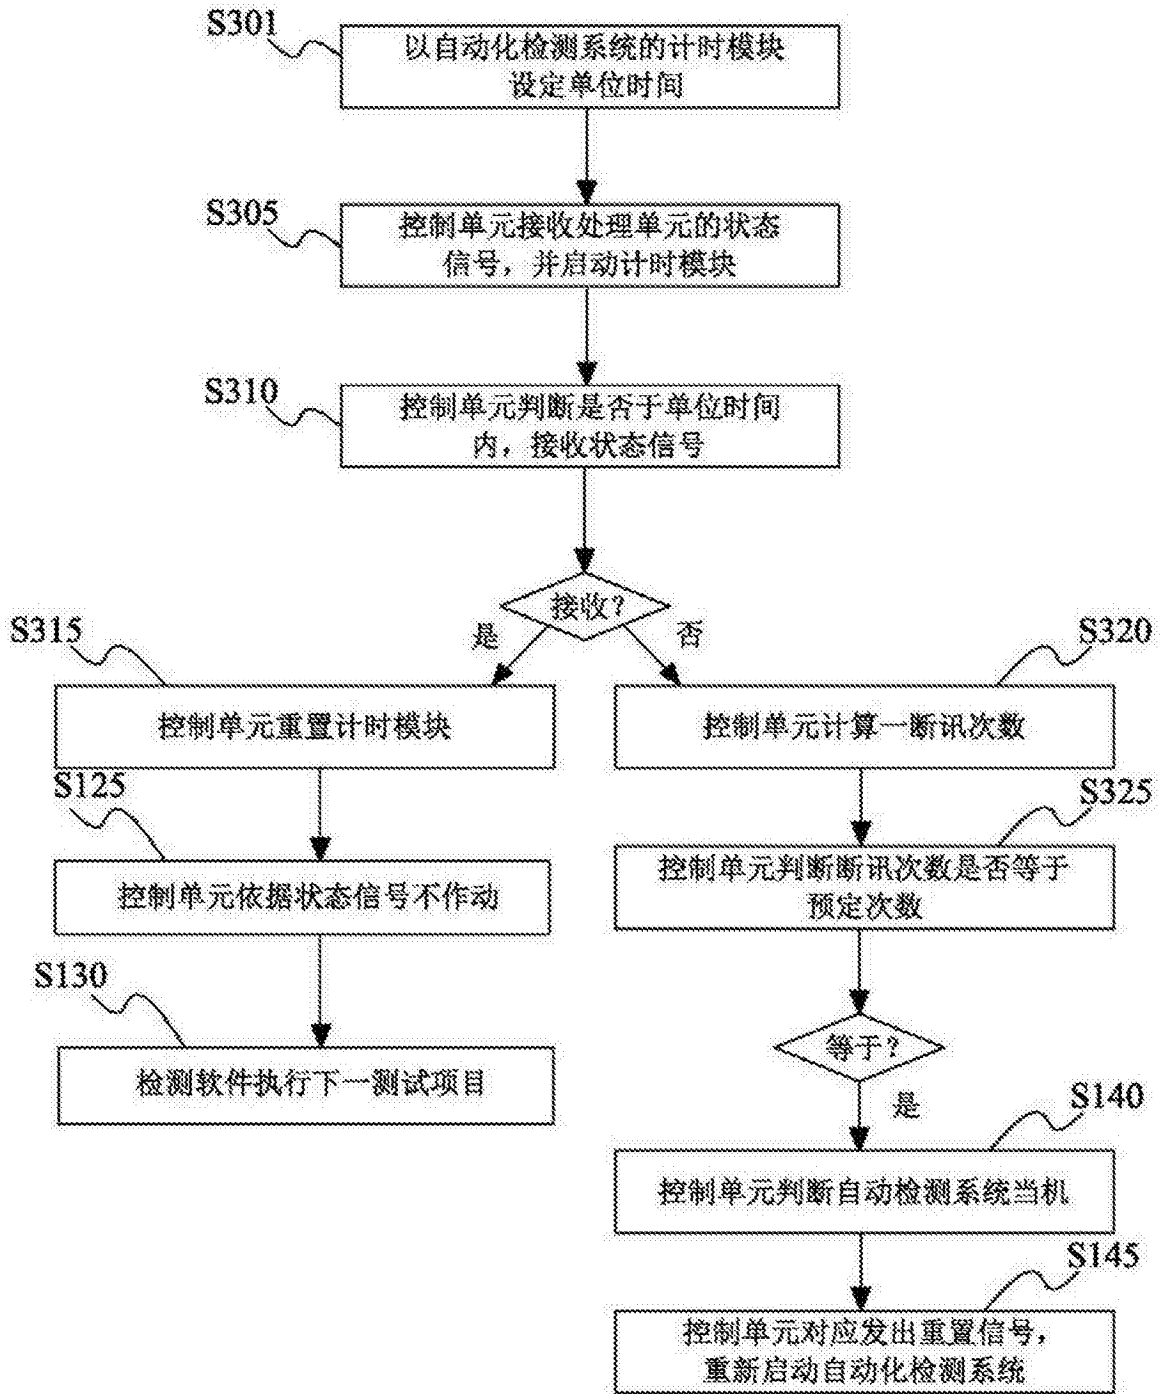 S301
以自动化检测系统的计时模块
设定单位时间
S305
控制单元接收处理单元的状态
信号，并启动计时模块
S310
控制单元判断是否于单位时间
内，接收状态信号
接收？
是
否
S315
控制单元重置计时模块
S320
控制单元计算一断讯次数
S125
控制单元依据状态信号不作动
S325
控制单元判断断讯次数是否等于
预定次数
S130
检测软件执行下一测试项目
等于？
是
S140
控制单元判断自动检测系统当机
S145
控制单元对应发出重置信号，
重新启动自动化检测系统